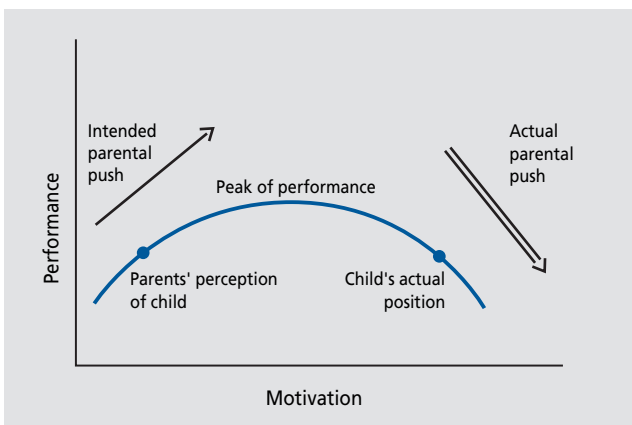 Intended
parental
push
Actual
parental
push
Peak of performance
Performance
Parents' perception
of child
Child's actual
position
Motivation